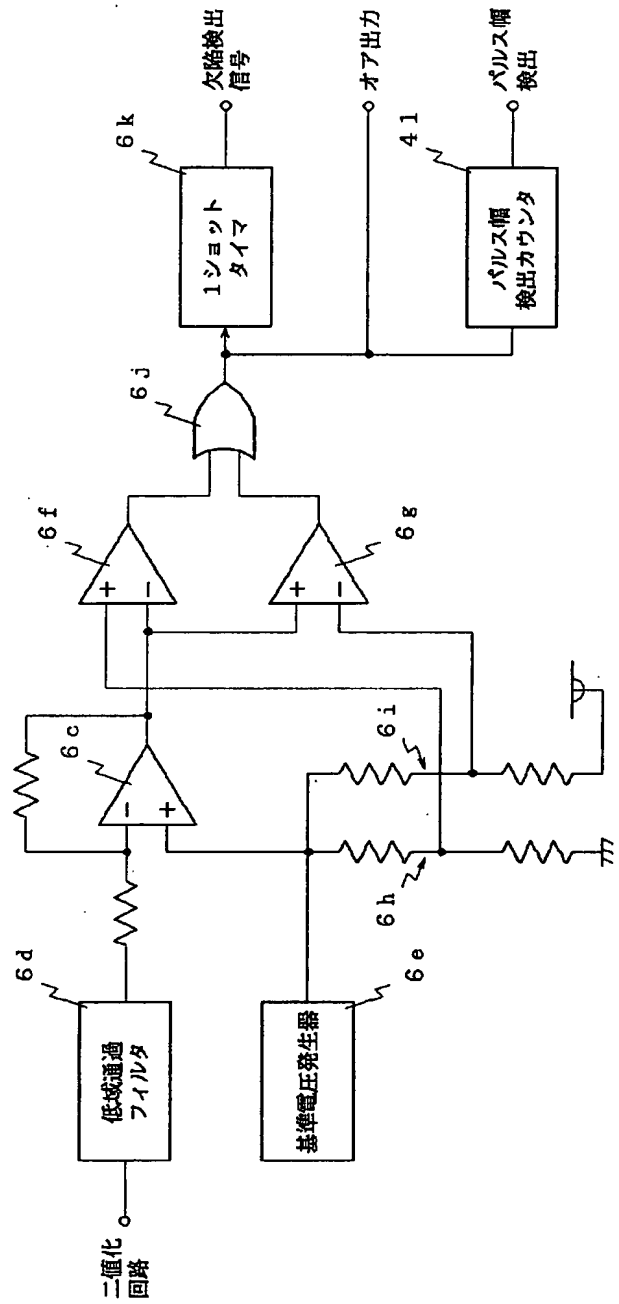 二値化
回路
6d
低域通過
フィルタ
基準電圧発生器
6e
6c
−
+
6h
6i
6f
+
−
6g
+
−
6j
6k
1ショット
タイマ
欠陥検出
信号
オア出力
41
パルス幅
検出カウンタ
パルス幅
検出